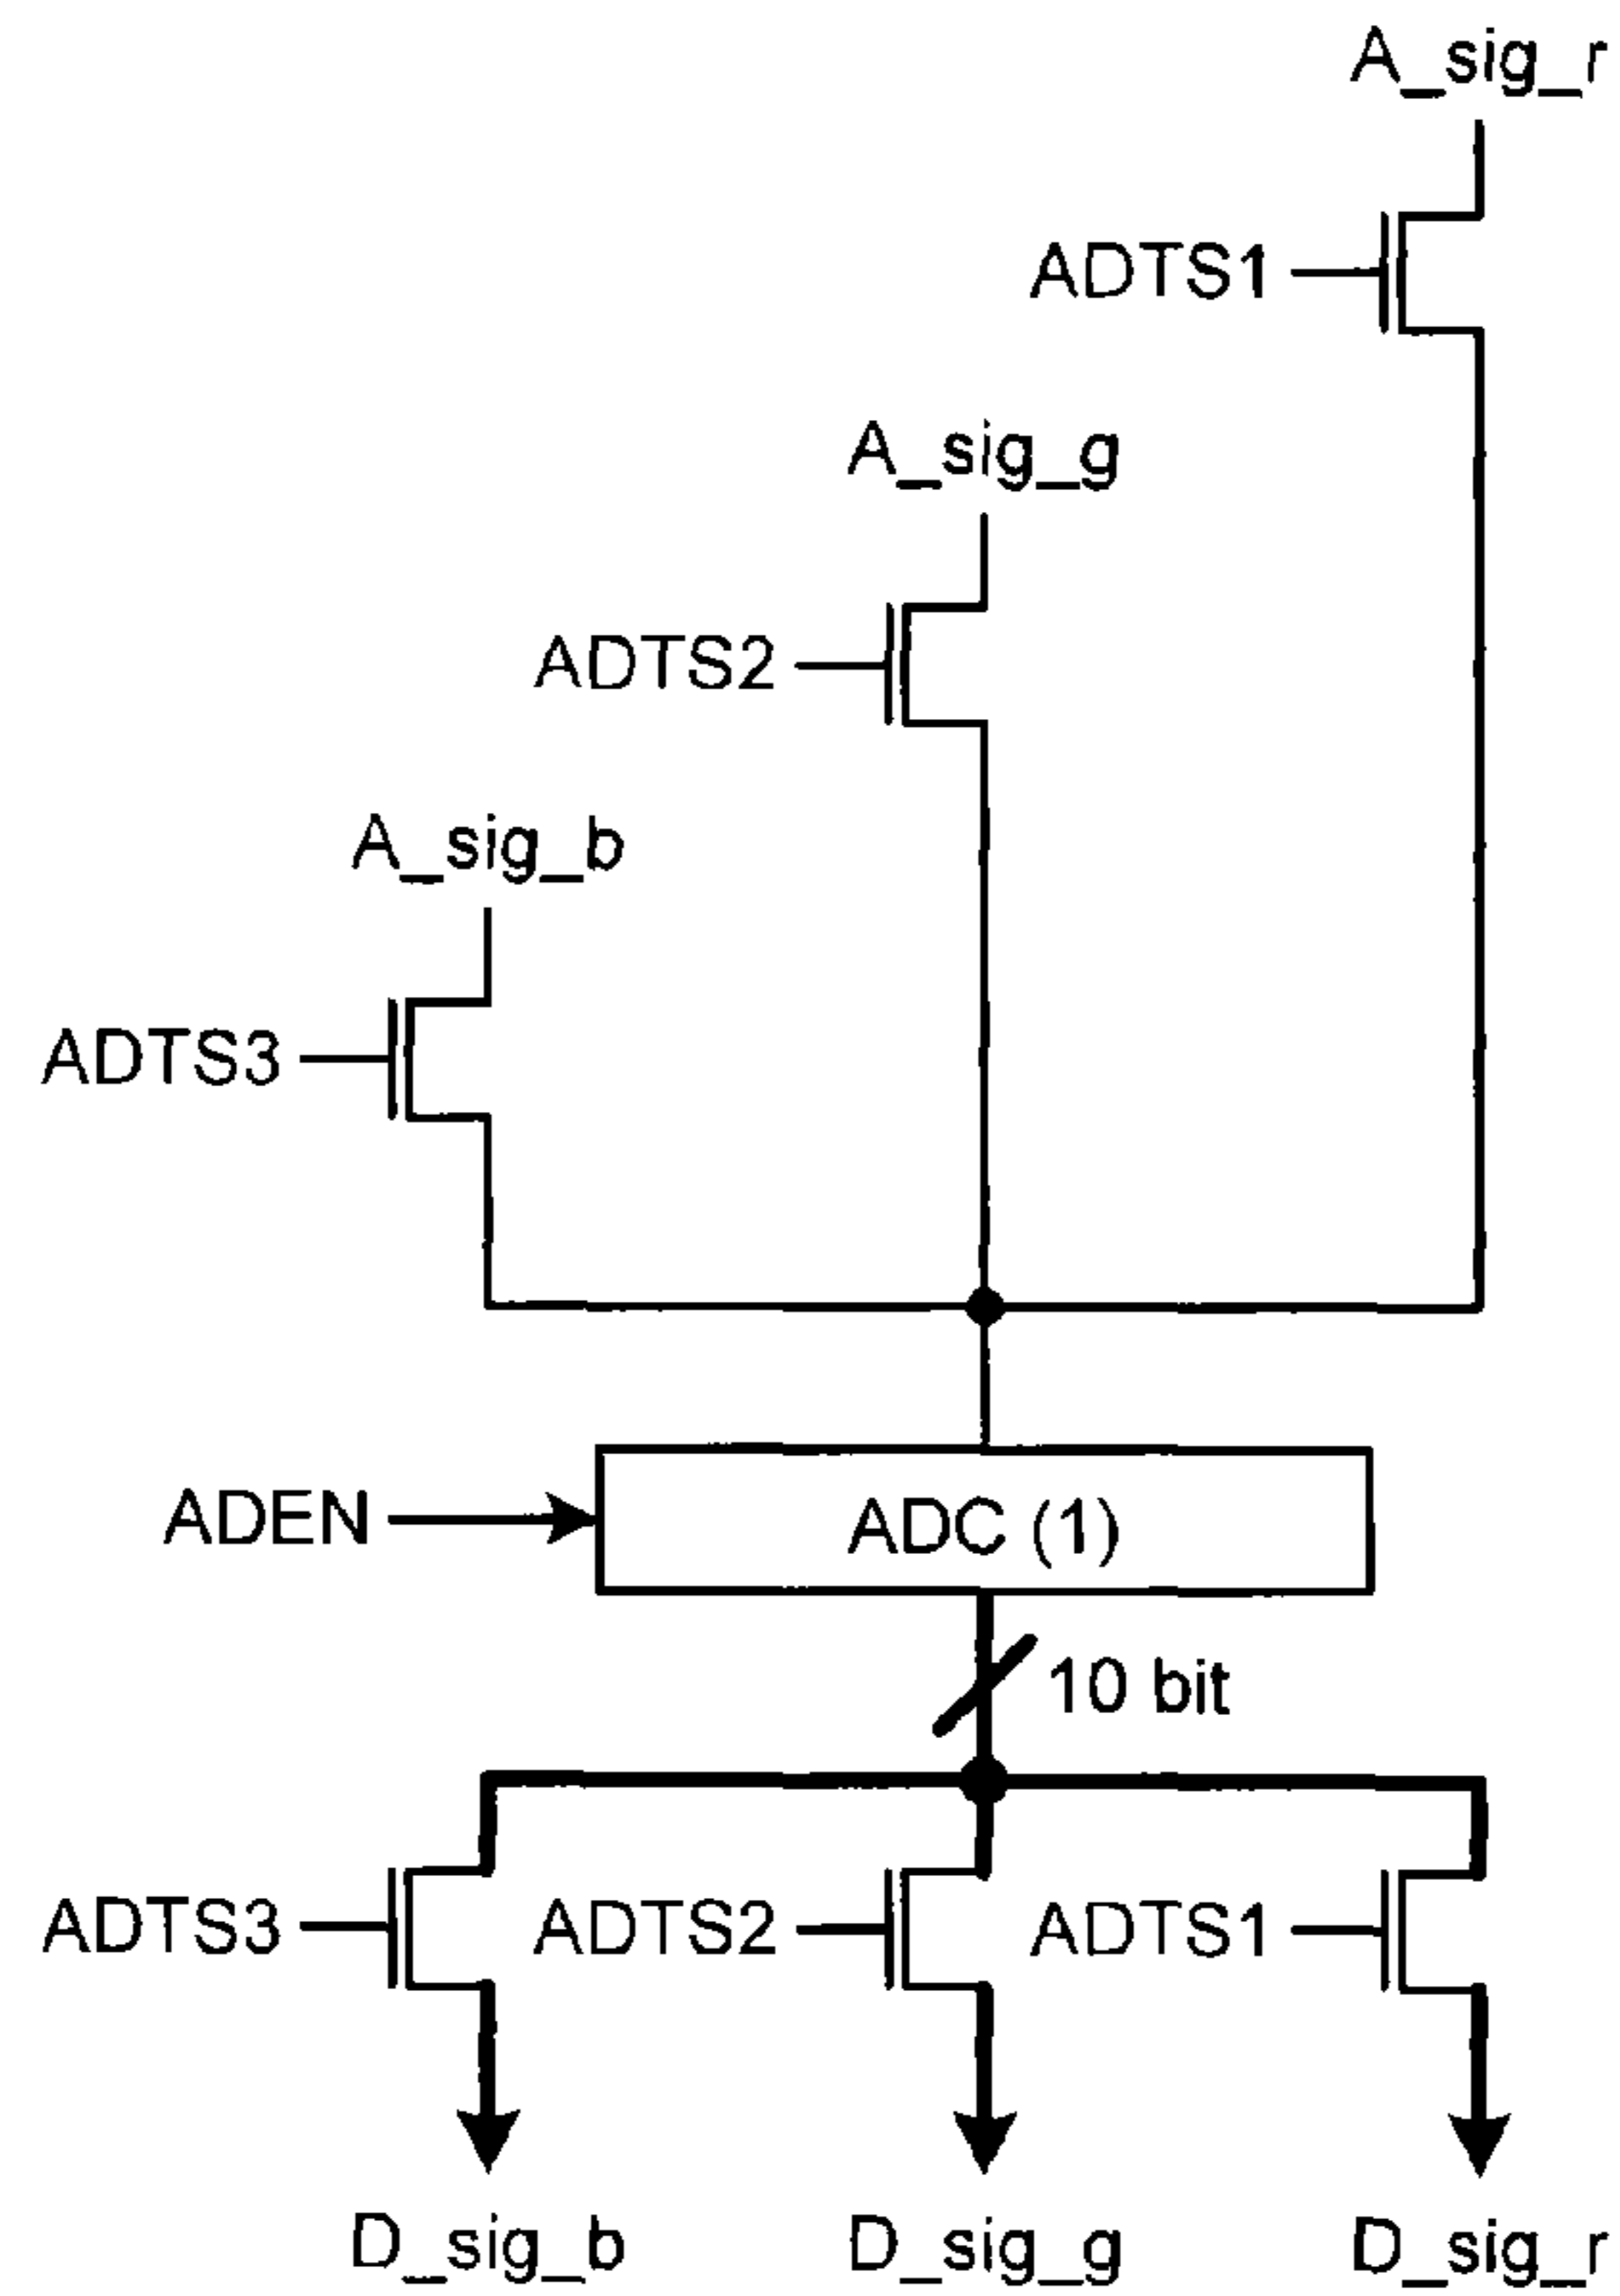 A_sig_r
ADTS1
A_sig_g
ADTS2
A_sig_b
ADTS3
ADEN
ADC (1)
10 bit
ADTS3
ADTS2
ADTS1
D_sig_b
D_sig_g
D_sig_r